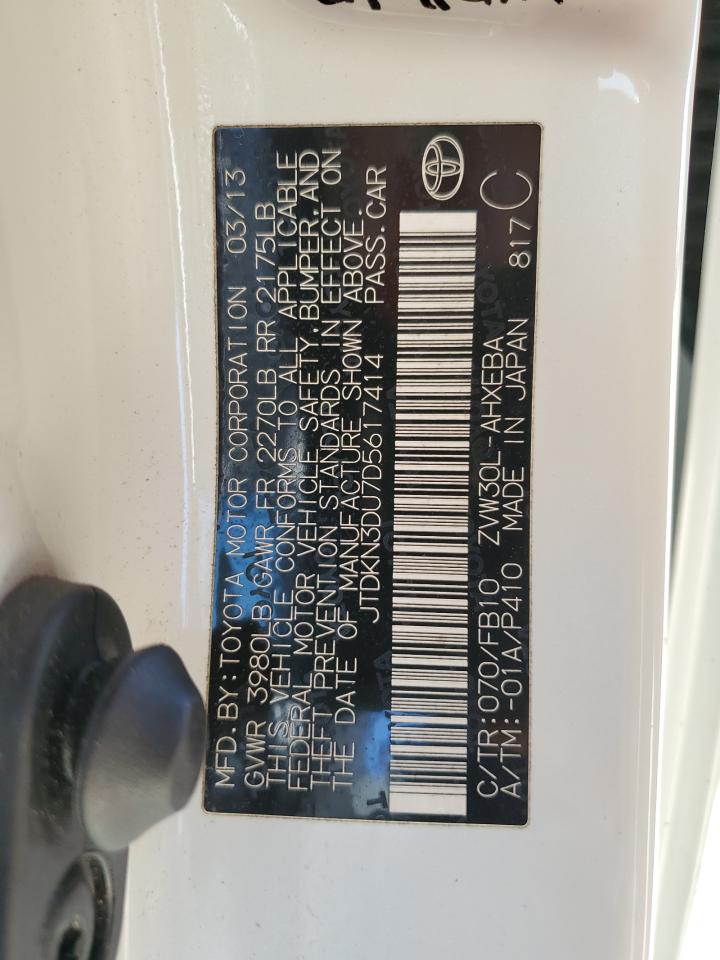 MFD.BY:TOYOTA MOTOR CORPORATION 03/13
GVWR 3980LB GAWR FR 2270LB RR 2175LB
THIS VEHICLE CONFORMS TO ALL APPLICABLE
FEDERAL MOTOR VEHICLE SAFETY,BUMPER,AND
THEFT PREVENTION STANDARDS IN EFFECT ON
THE DATE OF MANUFACTURE SHOWN ABOVE.
JTDKN3DU7D5617414 PASS.CAR
C/TR:070/FB10 ZVW30L-AHXEBA 817 C
A/TM:-01A/P410 MADE IN JAPAN